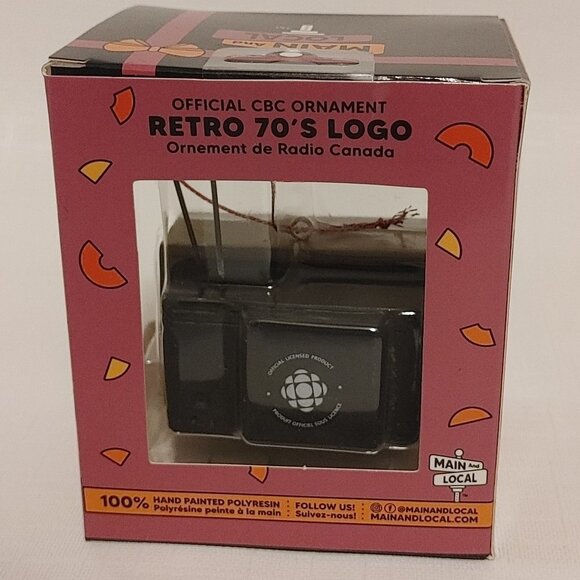 MAIN And
LOCAL
OFFICIAL CBC ORNAMENT
RETRO 70'S LOGO
Ornement de Radio Canada
OFFICIAL LICENSED PRODUCT
PRODUIT OFFICIEL SOUS LICENCE
MAIN And
LOCAL
TM
100% HAND PAINTED POLYRESIN
Polyrésine peinte à la main
FOLLOW US!
Suivez-nous!
@MAINANDLOCAL
MAINANDLOCAL.COM